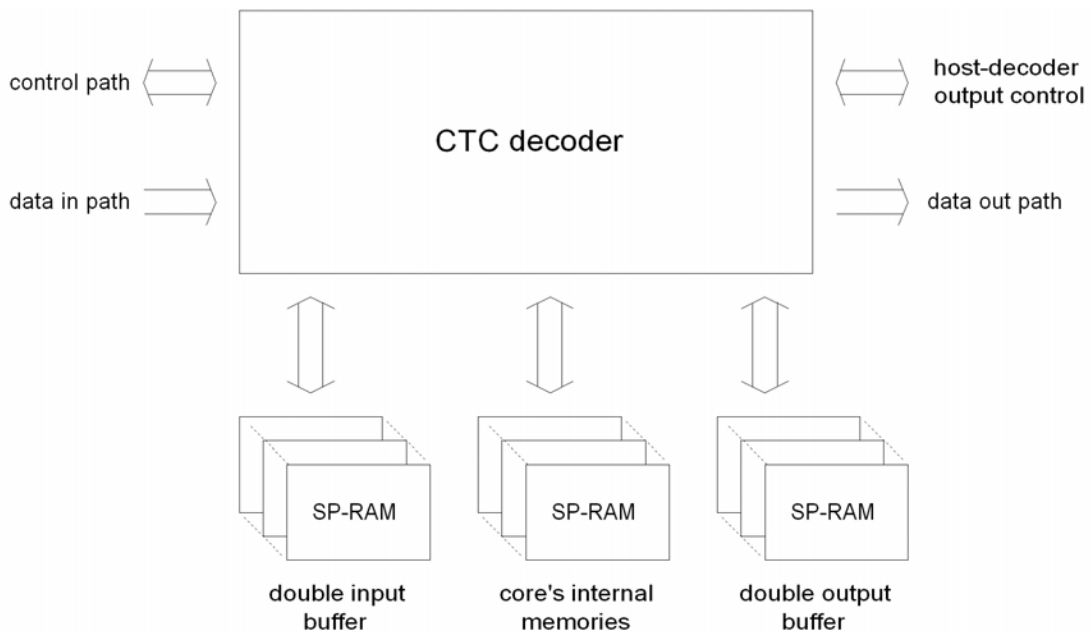 control path
host-decoder
output control
CTC decoder
data in path
data out path
SP-RAM
SP-RAM
SP-RAM
double input
buffer
core's internal
memories
double output
buffer